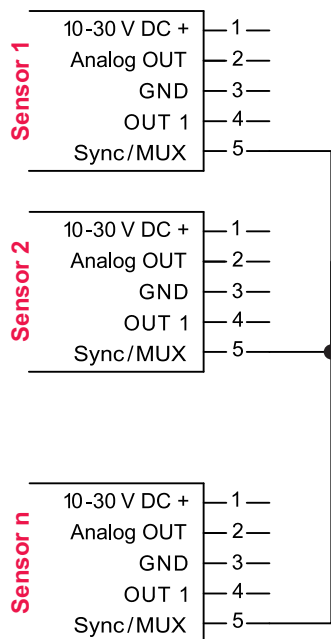 Sensor 1
10-30 V DC + 1
Analog OUT 2
GND 3
OUT 1 4
Sync/MUX 5
Sensor 2
10-30 V DC + 1
Analog OUT 2
GND 3
OUT 1 4
Sync/MUX 5
Sensor n
10-30 V DC + 1
Analog OUT 2
GND 3
OUT 1 4
Sync/MUX 5